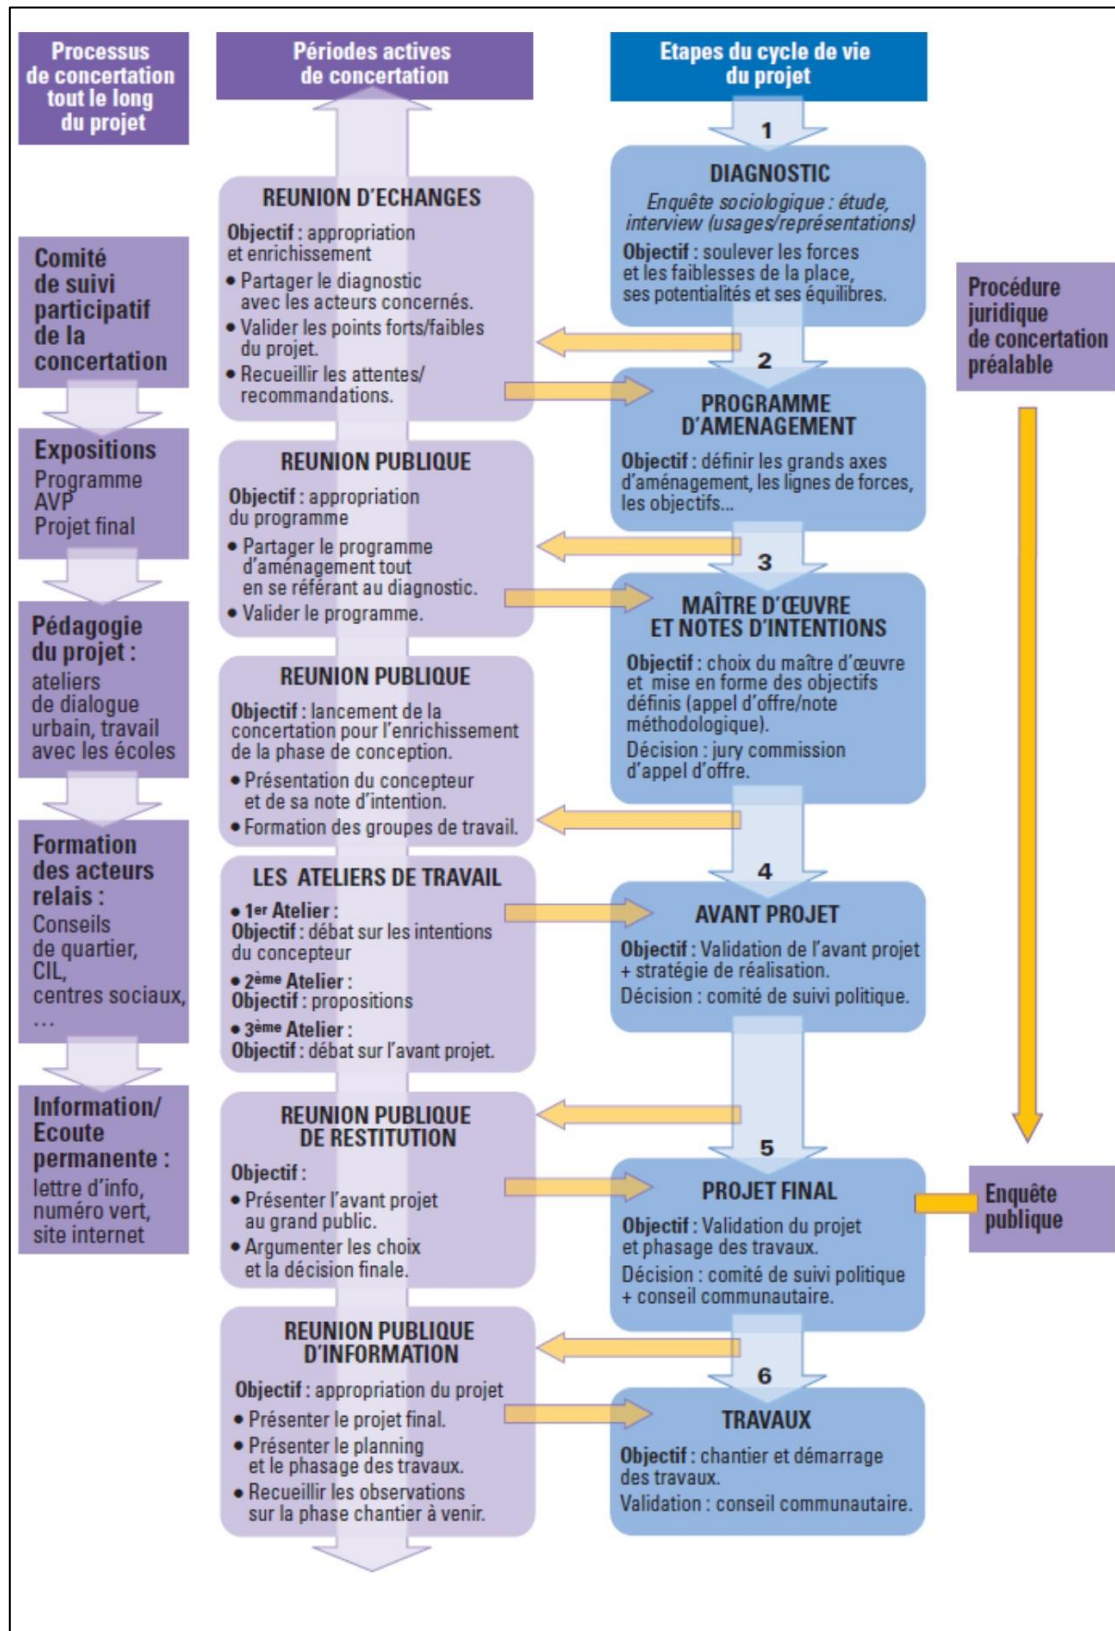 Processus
de concertation
tout le long
du projet
Comité
de suivi
participatif
de la
concertation
Expositions
Programme
AVP
Projet final
Pédagogie
du projet :
ateliers
de dialogue
urbain, travail
avec les écoles
Formation
des acteurs
relais :
Conseils
de quartier,
CIL,
centres sociaux,
...
Information/
Ecoute
permanente :
lettre d'info,
numéro vert,
site internet
Périodes actives
de concertation
REUNION D'ECHANGES
Objectif : appropriation
et enrichissement
• Partager le diagnostic
avec les acteurs concernés.
• Valider les points forts/faibles
du projet.
• Recueillir les attentes/
recommandations.
REUNION PUBLIQUE
Objectif : appropriation
du programme
• Partager le programme
d'aménagement tout
en se référant au diagnostic.
• Valider le programme.
REUNION PUBLIQUE
Objectif : lancement de la
concertation pour l'enrichissement
de la phase de conception.
• Présentation du concepteur
et de sa note d'intention.
• Formation des groupes de travail.
LES ATELIERS DE TRAVAIL
• 1er Atelier :
Objectif : débat sur les intentions
du concepteur
• 2ème Atelier :
Objectif : propositions
• 3ème Atelier :
Objectif : débat sur l'avant projet.
REUNION PUBLIQUE
DE RESTITUTION
Objectif :
• Présenter l'avant projet
au grand public.
• Argumenter les choix
et la décision finale.
REUNION PUBLIQUE
D'INFORMATION
Objectif : appropriation du projet
• Présenter le projet final.
• Présenter le planning
et le phasage des travaux.
• Recueillir les observations
sur la phase chantier à venir.
Etapes du cycle de vie
du projet
1
DIAGNOSTIC
Enquête sociologique : étude,
interview (usages/représentations)
Objectif : soulever les forces
et les faiblesses de la place,
ses potentialités et ses équilibres.
2
PROGRAMME
D'AMENAGEMENT
Objectif : définir les grands axes
d'aménagement, les lignes de forces,
les objectifs...
3
MAÎTRE D'ŒUVRE
ET NOTES D'INTENTIONS
Objectif : choix du maître d'œuvre
et mise en forme des objectifs
définis (appel d'offre/note
méthodologique).
Décision : jury commission
d'appel d'offre.
4
AVANT PROJET
Objectif : Validation de l'avant projet
+ stratégie de réalisation.
Décision : comité de suivi politique.
5
PROJET FINAL
Objectif : Validation du projet
et phasage des travaux.
Décision : comité de suivi politique
+ conseil communautaire.
6
TRAVAUX
Objectif : chantier et démarrage
des travaux.
Validation : conseil communautaire.
Procédure
juridique
de concertation
préalable
Enquête
publique